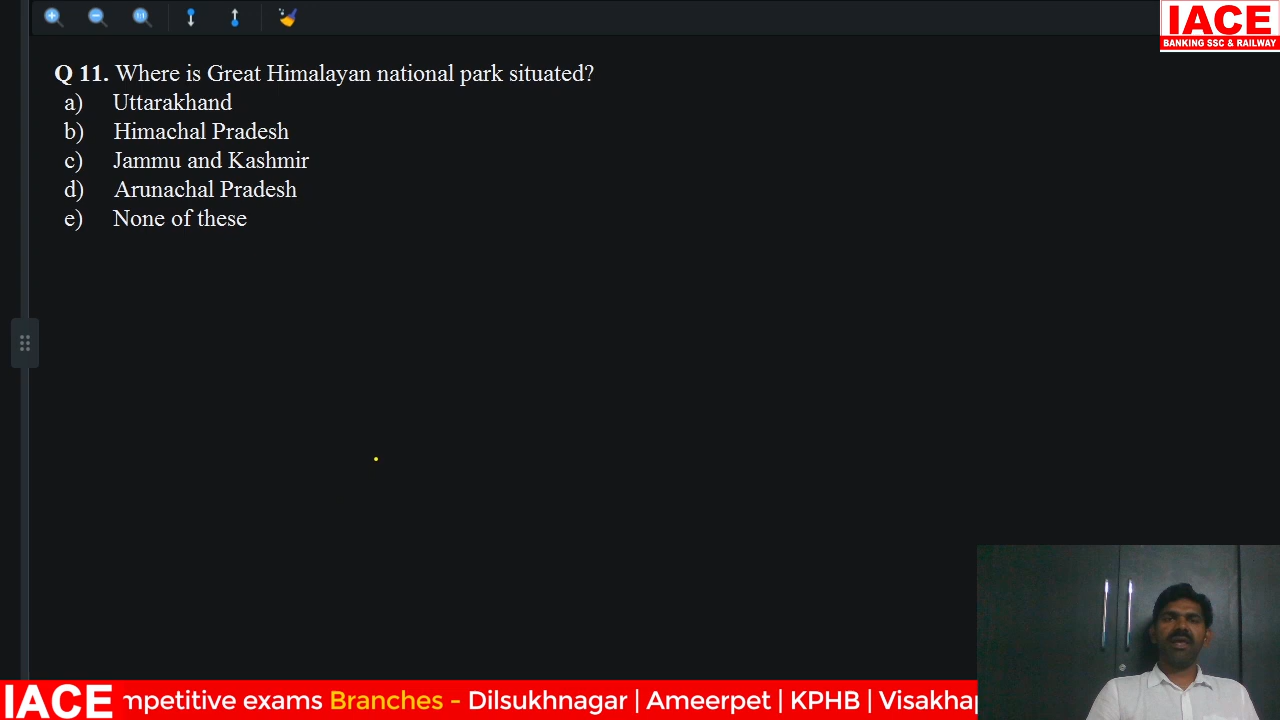 IACE
BANKING SSC & RAILWAY
Q 11. Where is Great Himalayan national park situated?
a) Uttarakhand
b) Himachal Pradesh
c) Jammu and Kashmir
d) Arunachal Pradesh
e) None of these
IACE mpetitive exams Branches - Dilsukhnagar | Ameerpet | KPHB | Visakhap